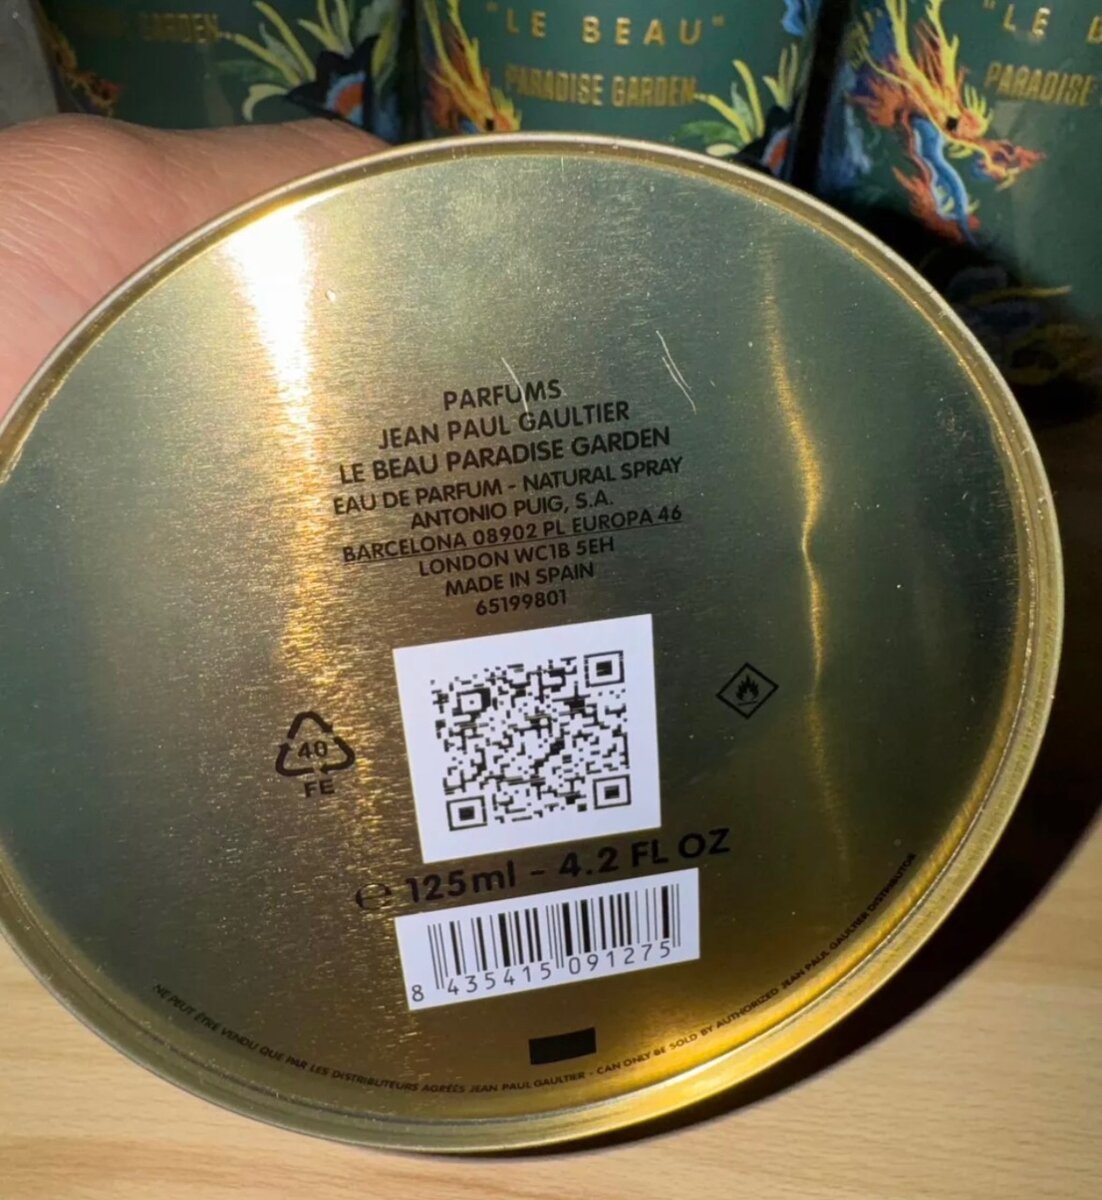 GARDEN
"LE BEAU"
PARADISE GARDEN
"LE B
PARADISE
PARFUMS
JEAN PAUL GAULTIER
LE BEAU PARADISE GARDEN
EAU DE PARFUM - NATURAL SPRAY
ANTONIO PUIG, S.A.
BARCELONA 08902 PL EUROPA 46
LONDON WC1B 5EH
MADE IN SPAIN
65199801
40
FE
℮ 125ml - 4.2 FL OZ
8 435415 091275
NE PEUT ÊTRE VENDU QUE PAR LES DISTRIBUTEURS AGRÉÉS JEAN PAUL GAULTIER - CAN ONLY BE SOLD BY AUTHORIZED JEAN PAUL GAULTIER DISTRIBUTOR